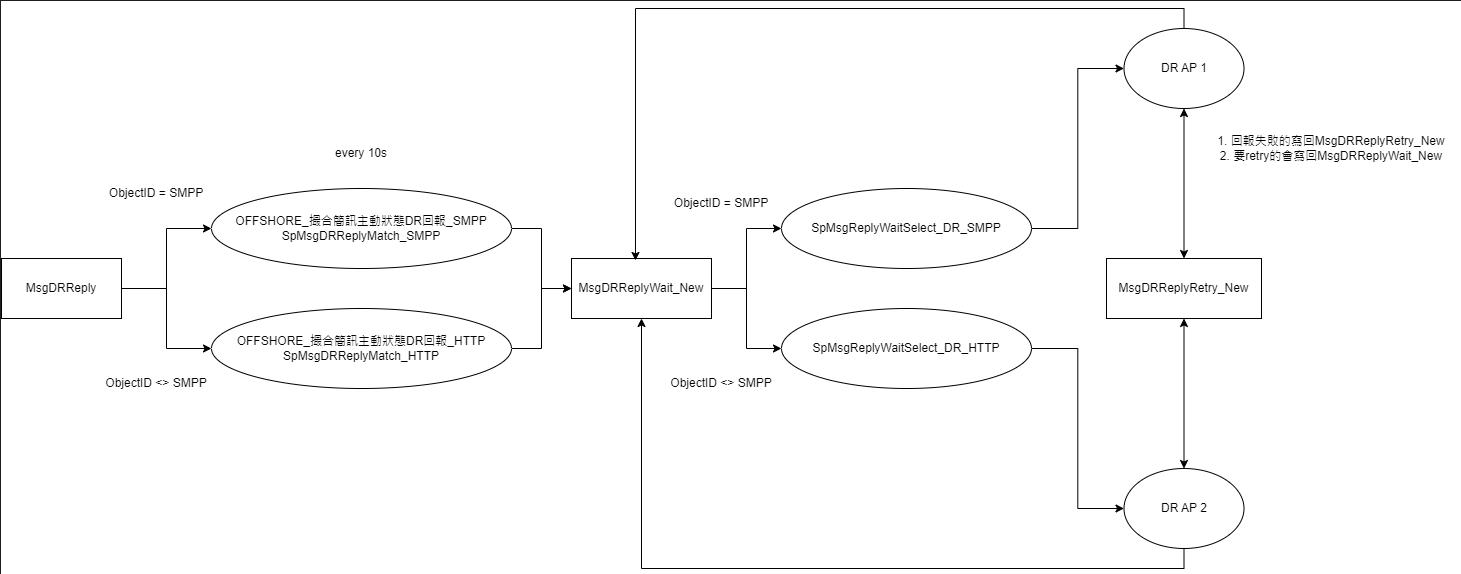 DR AP 1
1. 回報失敗的寫回MsgDRReplyRetry_New
2. 要retry的會寫回MsgDRReplyWait_New
every 10s
ObjectID = SMPP
ObjectID = SMPP
OFFSHORE_撮合簡訊主動狀態DR回報_SMPP
SpMsgDRReplyMatch_SMPP
SpMsgReplyWaitSelect_DR_SMPP
MsgDRReply
MsgDRReplyWait_New
MsgDRReplyRetry_New
OFFSHORE_撮合簡訊主動狀態DR回報_HTTP
SpMsgDRReplyMatch_HTTP
SpMsgReplyWaitSelect_DR_HTTP
ObjectID <> SMPP
ObjectID <> SMPP
DR AP 2